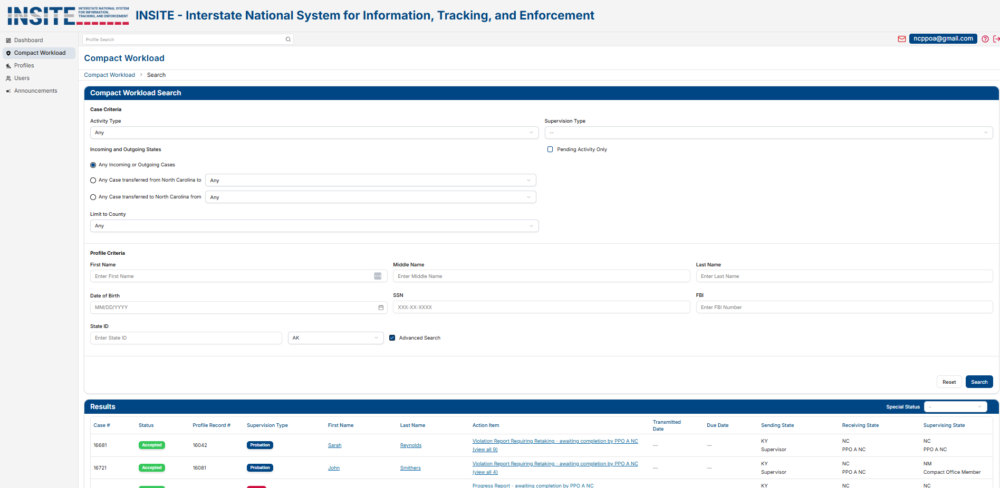 INSITE
INTERSTATE NATIONAL SYSTEM
FOR INFORMATION,
TRACKING, AND ENFORCEMENT
INSITE - Interstate National System for Information, Tracking, and Enforcement
Dashboard
Compact Workload
Profiles
Users
Announcements
Profile Search
ncppoa@gmail.com
Compact Workload
Compact Workload > Search
Compact Workload Search
Case Criteria
Activity Type
Any
Supervision Type
--
Incoming and Outgoing States
Pending Activity Only
Any Incoming or Outgoing Cases
Any Case transferred from North Carolina to
Any
Any Case transferred to North Carolina from
Any
Limit to County
Any
Profile Criteria
First Name
Enter First Name
Middle Name
Enter Middle Name
Last Name
Enter Last Name
Date of Birth
MM/DD/YYYY
SSN
XXX-XX-XXXX
FBI
Enter FBI Number
State ID
Enter State ID
AK
Advanced Search
Reset
Search
Results
Special Status
-
Case # Status Profile Record # Supervision Type First Name Last Name Action Item Transmitted Date Due Date Sending State Receiving State Supervising State
16681 Accepted 16042 Probation Sarah Reynolds Violation Report Requiring Retaking - awaiting completion by PPO A NC — — KY NC NC
(view all 9) Supervisor PPO A NC PPO A NC
16721 Accepted 16081 Probation John Smithers Violation Report Requiring Retaking - awaiting completion by PPO A NC — — KY NC NM
(view all 4) Supervisor PPO A NC Compact Office Member
Progress Report - awaiting completion by PPO A NC KY NC NC